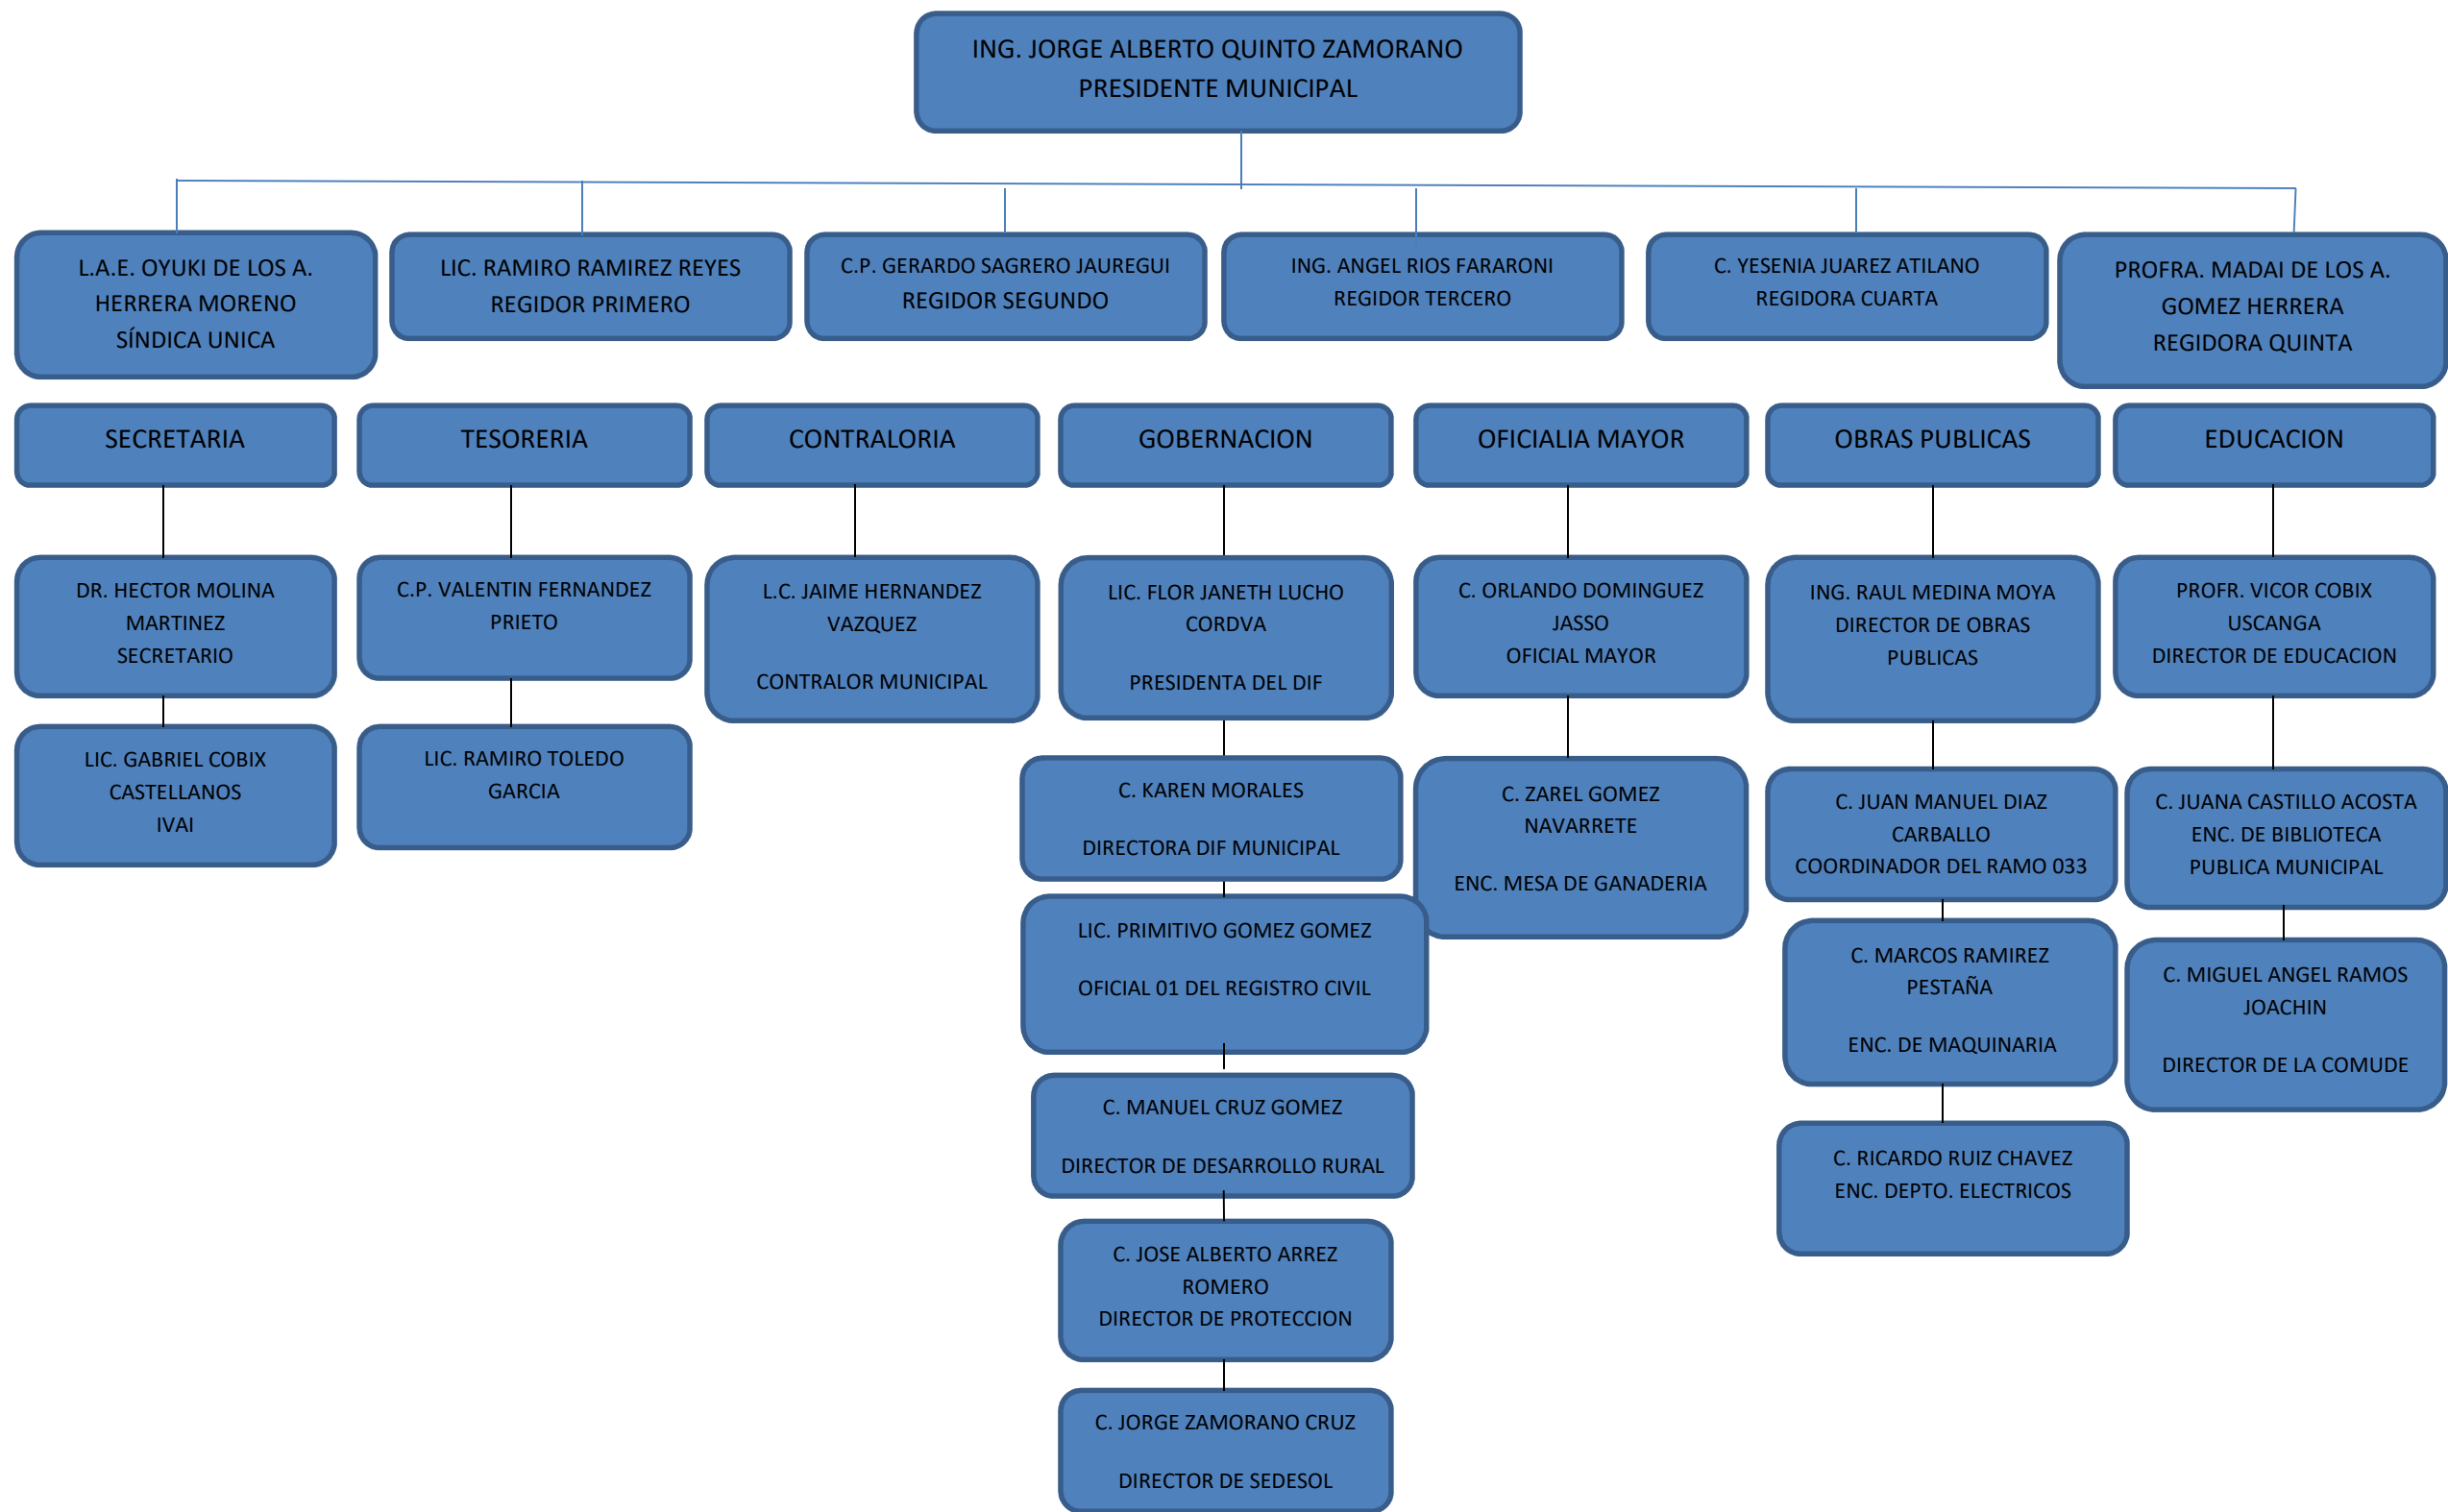 ING. JORGE ALBERTO QUINTO ZAMORANO
PRESIDENTE MUNICIPAL
L.A.E. OYUKI DE LOS A.
HERRERA MORENO
SÍNDICA UNICA
LIC. RAMIRO RAMIREZ REYES
REGIDOR PRIMERO
C.P. GERARDO SAGRERO JAUREGUI
REGIDOR SEGUNDO
ING. ANGEL RIOS FARARONI
REGIDOR TERCERO
C. YESENIA JUAREZ ATILANO
REGIDORA CUARTA
PROFRA. MADAI DE LOS A.
GOMEZ HERRERA
REGIDORA QUINTA
SECRETARIA
TESORERIA
CONTRALORIA
GOBERNACION
OFICIALIA MAYOR
OBRAS PUBLICAS
EDUCACION
DR. HECTOR MOLINA
MARTINEZ
SECRETARIO
C.P. VALENTIN FERNANDEZ
PRIETO
L.C. JAIME HERNANDEZ
VAZQUEZ
CONTRALOR MUNICIPAL
LIC. FLOR JANETH LUCHO
CORDVA
PRESIDENTA DEL DIF
C. ORLANDO DOMINGUEZ
JASSO
OFICIAL MAYOR
ING. RAUL MEDINA MOYA
DIRECTOR DE OBRAS
PUBLICAS
PROFR. VICOR COBIX
USCANGA
DIRECTOR DE EDUCACION
LIC. GABRIEL COBIX
CASTELLANOS
IVAI
LIC. RAMIRO TOLEDO
GARCIA
C. KAREN MORALES
DIRECTORA DIF MUNICIPAL
C. ZAREL GOMEZ
NAVARRETE
ENC. MESA DE GANADERIA
C. JUAN MANUEL DIAZ
CARBALLO
COORDINADOR DEL RAMO 033
C. JUANA CASTILLO ACOSTA
ENC. DE BIBLIOTECA
PUBLICA MUNICIPAL
LIC. PRIMITIVO GOMEZ GOMEZ
OFICIAL 01 DEL REGISTRO CIVIL
C. MARCOS RAMIREZ
PESTAÑA
ENC. DE MAQUINARIA
C. MIGUEL ANGEL RAMOS
JOACHIN
DIRECTOR DE LA COMUDE
C. MANUEL CRUZ GOMEZ
DIRECTOR DE DESARROLLO RURAL
C. RICARDO RUIZ CHAVEZ
ENC. DEPTO. ELECTRICOS
C. JOSE ALBERTO ARREZ
ROMERO
DIRECTOR DE PROTECCION
C. JORGE ZAMORANO CRUZ
DIRECTOR DE SEDESOL